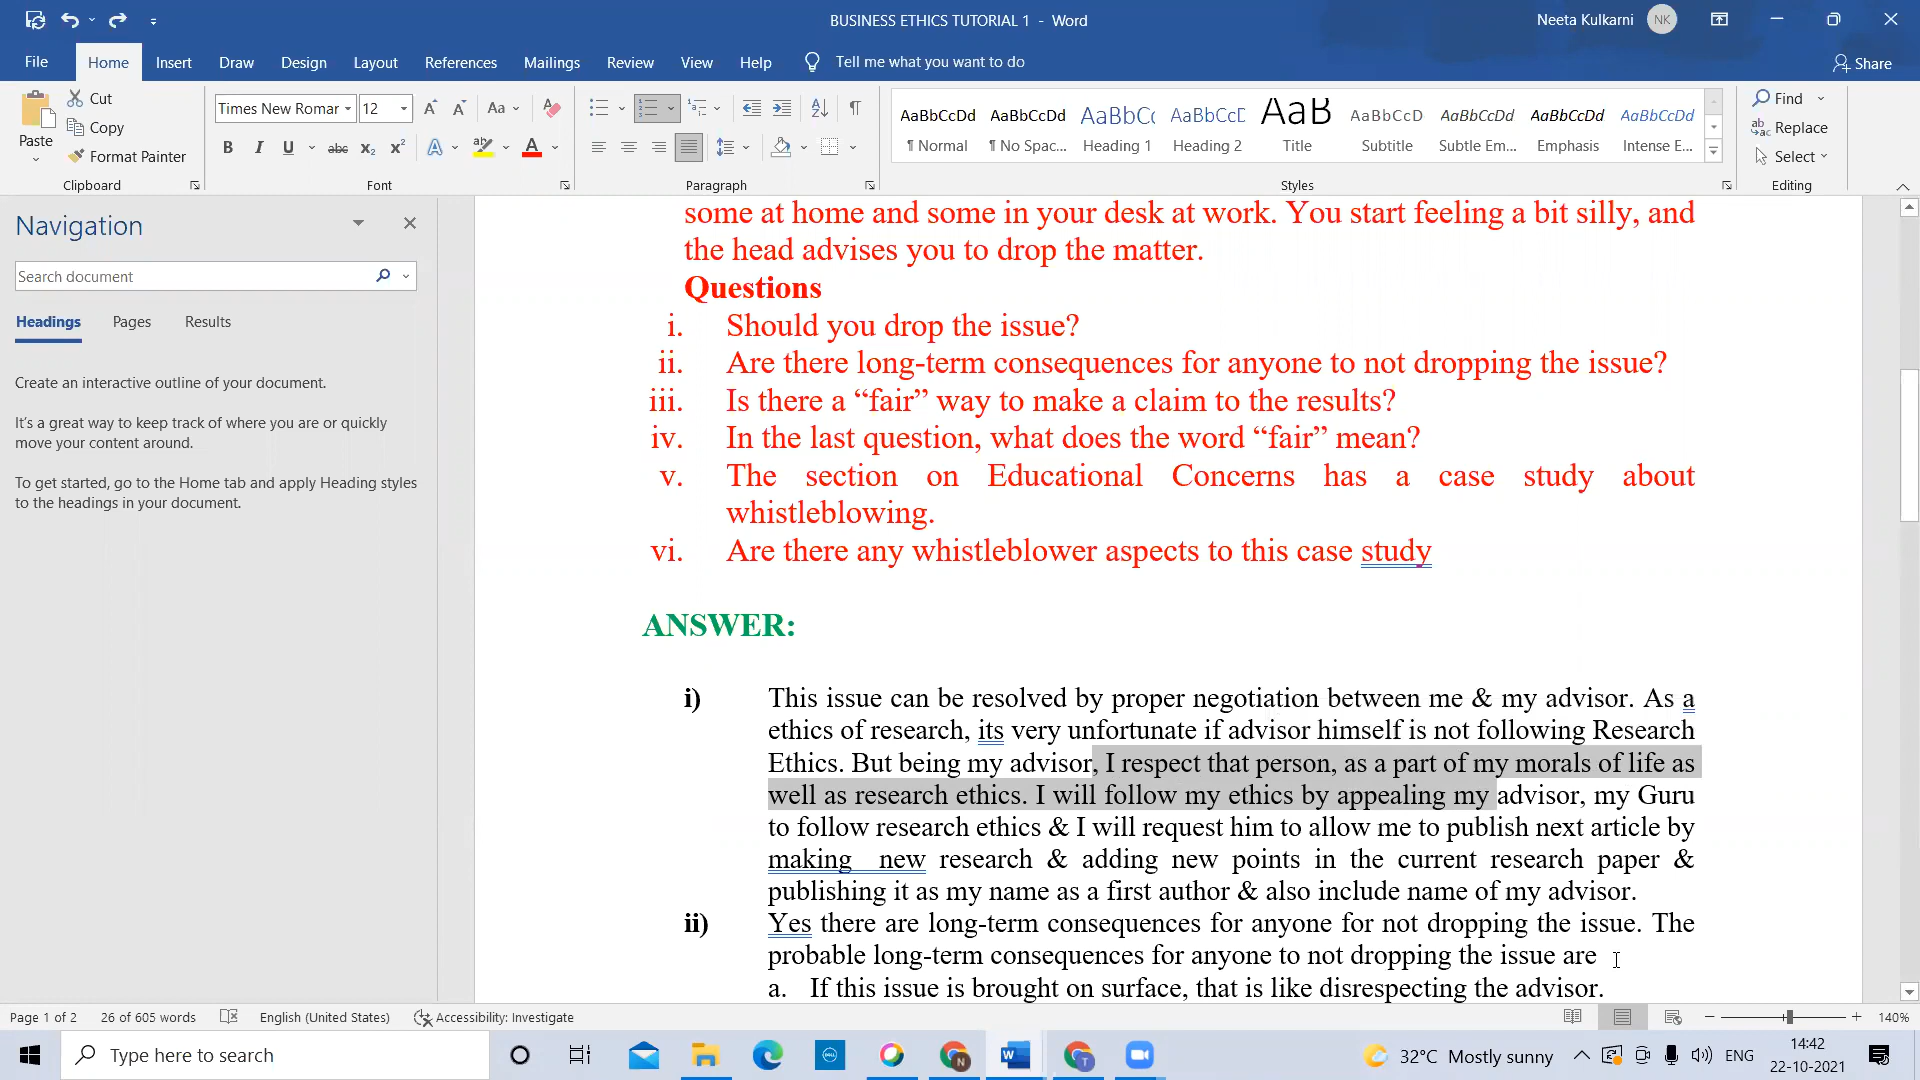 BUSINESS ETHICS TUTORIAL 1 - Word
Neeta Kulkarni NK
File Home Insert Draw Design Layout References Mailings Review View Help Tell me what you want to do Share
Paste Cut
Copy
Format Painter
Clipboard
Times New Romar 12 Aa
B I U abc x₂ x² A A
Font
Paragraph
AaBbCcDd AaBbCcDd AaBbCc AaBbCcD AaB AaBbCcD AaBbCcDd AaBbCcDd AaBbCcDd
¶ Normal ¶ No Spac... Heading 1 Heading 2 Title Subtitle Subtle Em... Emphasis Intense E...
Styles
Find
Replace
Select
Editing
Navigation
Search document
Headings Pages Results
Create an interactive outline of your document.
It's a great way to keep track of where you are or quickly
move your content around.
To get started, go to the Home tab and apply Heading styles
to the headings in your document.
some at home and some in your desk at work. You start feeling a bit silly, and
the head advises you to drop the matter.
Questions
i. Should you drop the issue?
ii. Are there long-term consequences for anyone to not dropping the issue?
iii. Is there a “fair” way to make a claim to the results?
iv. In the last question, what does the word “fair” mean?
v. The section on Educational Concerns has a case study about
whistleblowing.
vi. Are there any whistleblower aspects to this case study
ANSWER:
i) This issue can be resolved by proper negotiation between me & my advisor. As a
ethics of research, its very unfortunate if advisor himself is not following Research
Ethics. But being my advisor, I respect that person, as a part of my morals of life as
well as research ethics. I will follow my ethics by appealing my advisor, my Guru
to follow research ethics & I will request him to allow me to publish next article by
making new research & adding new points in the current research paper &
publishing it as my name as a first author & also include name of my advisor.
ii) Yes there are long-term consequences for anyone for not dropping the issue. The
probable long-term consequences for anyone to not dropping the issue are
a. If this issue is brought on surface, that is like disrespecting the advisor.
Page 1 of 2 26 of 605 words English (United States) Accessibility: Investigate 140%
Type here to search
32°C Mostly sunny ENG
14:42
22-10-2021